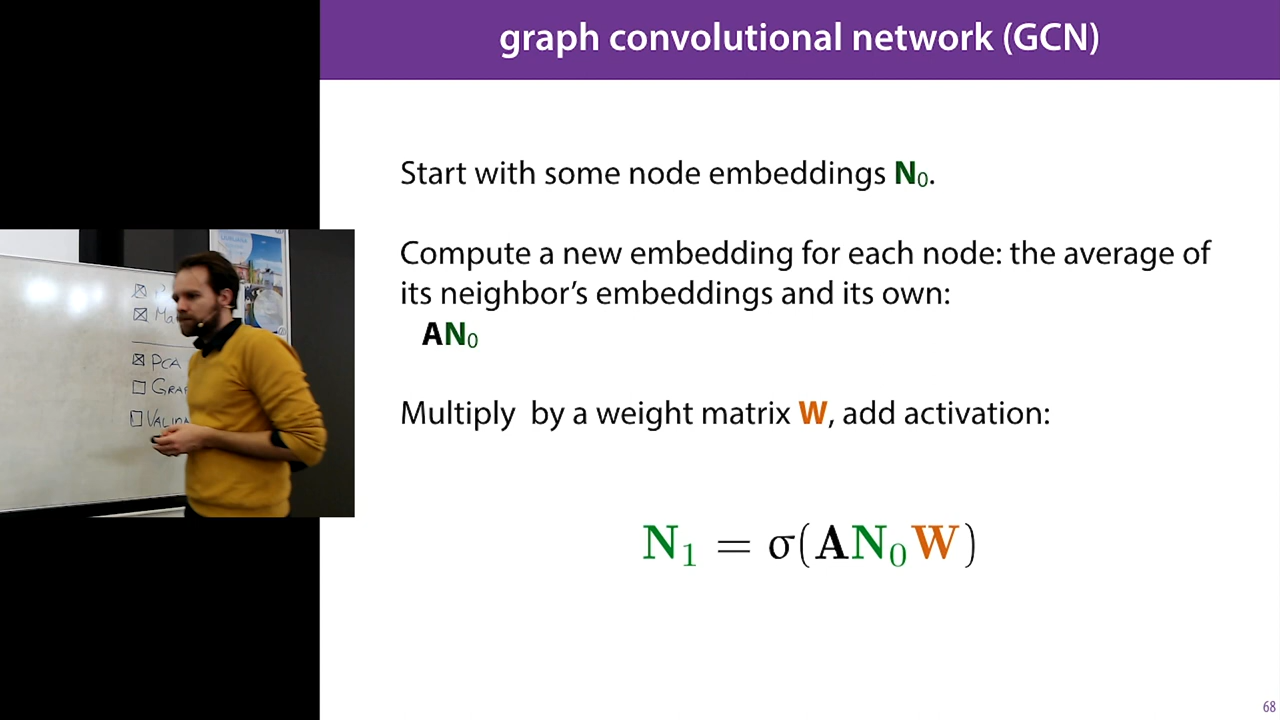 graph convolutional network (GCN)
Start with some node embeddings N₀.
Compute a new embedding for each node: the average of
its neighbor’s embeddings and its own:
AN₀
Multiply by a weight matrix W, add activation:
N₁ = σ(AN₀W)
PCA
68